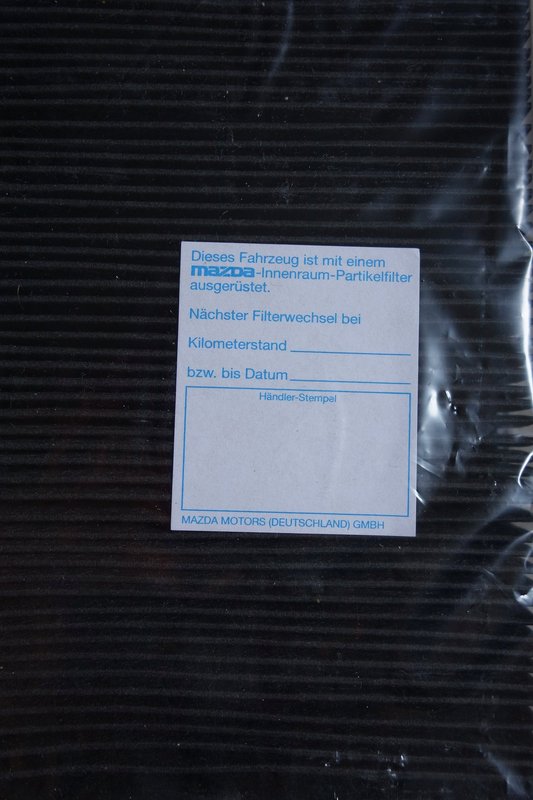 Dieses Fahrzeug ist mit einem
mazda-Innenraum-Partikelfilter
ausgerüstet.
Nächster Filterwechsel bei
Kilometerstand
bzw. bis Datum
Händler-Stempel
MAZDA MOTORS (DEUTSCHLAND) GMBH